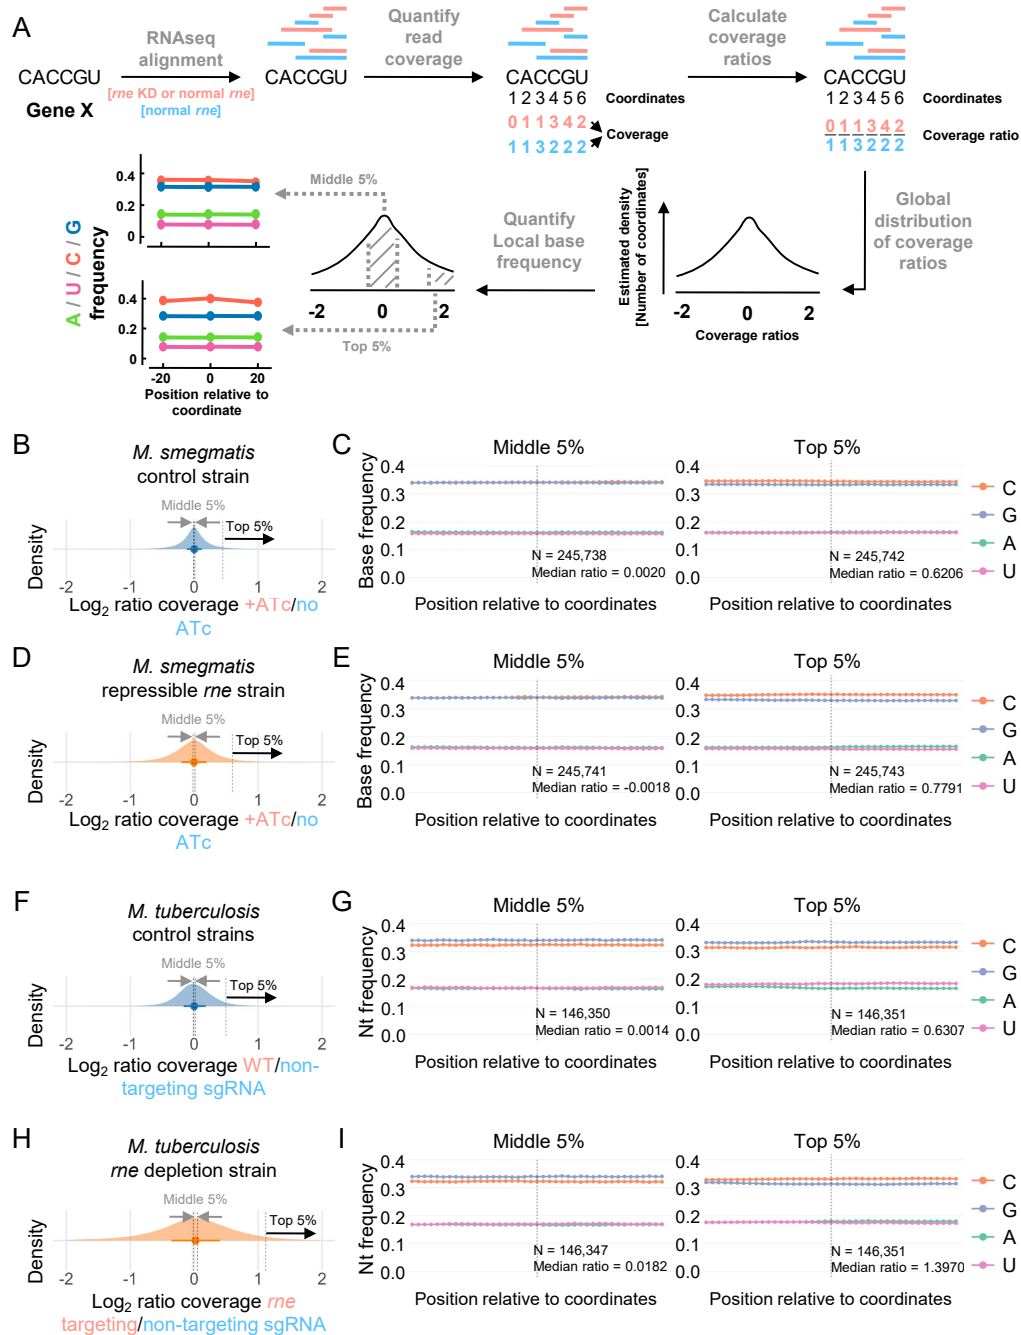 A
RNAseq
alignment
Quantify
read
coverage
Calculate
coverage
ratios
CACCGU
CACCGU
CACCGU
CACCGU
[rne KD or normal rne]
[normal rne]
Gene X
1 2 3 4 5 6
Coordinates
0 1 1 3 4 2
1 1 3 2 2 2
Coverage
1 2 3 4 5 6
Coordinates
0 1 1 3 4 2
1 1 3 2 2 2
Coverage ratio
A / U / C / G
frequency
0.4
0.2
0
0.4
0.2
0
-20 0 20
Position relative to
coordinate
Middle 5%
Top 5%
-2 0 2
Quantify
Local base
frequency
Estimated density
[Number of coordinates]
-2 0 2
Coverage ratios
Global
distribution
of coverage
ratios
B
M. smegmatis
control strain
Middle 5%
Top 5%
Density
-2 -1 0 1 2
Log2 ratio coverage +ATc/no
ATc
C
Middle 5%
Top 5%
Base frequency
0.4
0.3
0.2
0.1
0.0
N = 245,738
Median ratio = 0.0020
Position relative to coordinates
0.4
0.3
0.2
0.1
0.0
N = 245,742
Median ratio = 0.6206
Position relative to coordinates
C
G
A
U
D
M. smegmatis
repressible rne strain
Middle 5%
Top 5%
Density
-2 -1 0 1 2
Log2 ratio coverage +ATc/no
ATc
E
Middle 5%
Top 5%
Base frequency
0.4
0.3
0.2
0.1
0.0
N = 245,741
Median ratio = -0.0018
Position relative to coordinates
0.4
0.3
0.2
0.1
0.0
N = 245,743
Median ratio = 0.7791
Position relative to coordinates
C
G
A
U
F
M. tuberculosis
control strains
Middle 5%
Top 5%
Density
-2 -1 0 1 2
Log2 ratio coverage WT/non-
targeting sgRNA
G
Middle 5%
Top 5%
Nt frequency
0.4
0.3
0.2
0.1
0.0
N = 146,350
Median ratio = 0.0014
Position relative to coordinates
0.4
0.3
0.2
0.1
0.0
N = 146,351
Median ratio = 0.6307
Position relative to coordinates
C
G
A
U
H
M. tuberculosis
rne depletion strain
Middle 5%
Top 5%
Density
-2 -1 0 1 2
Log2 ratio coverage rne
targeting/non-targeting sgRNA
I
Middle 5%
Top 5%
Nt frequency
0.4
0.3
0.2
0.1
0.0
N = 146,347
Median ratio = 0.0182
Position relative to coordinates
0.4
0.3
0.2
0.1
0.0
N = 146,351
Median ratio = 1.3970
Position relative to coordinates
C
G
A
U